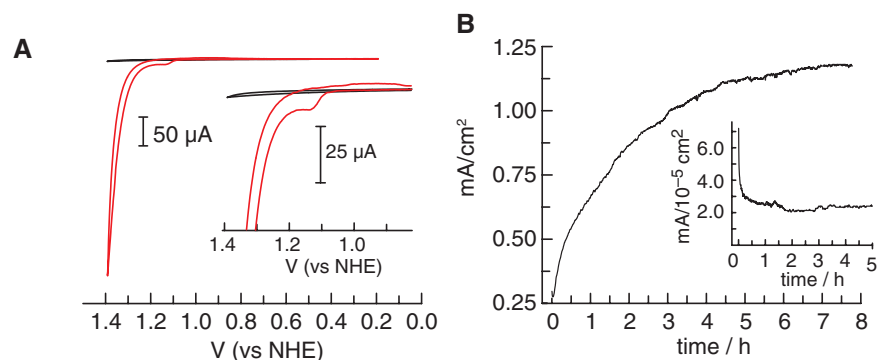 A
50 µA
25 µA
1.4 1.2 1.0
V (vs NHE)
1.4 1.2 1.0 0.8 0.6 0.4 0.2 0.0
V (vs NHE)
B
1.25
1.00
0.75
0.50
0.25
mA/cm²
0 1 2 3 4 5 6 7 8
time / h
6.0
4.0
2.0
mA/10⁻⁵ cm²
0 1 2 3 4 5
time / h